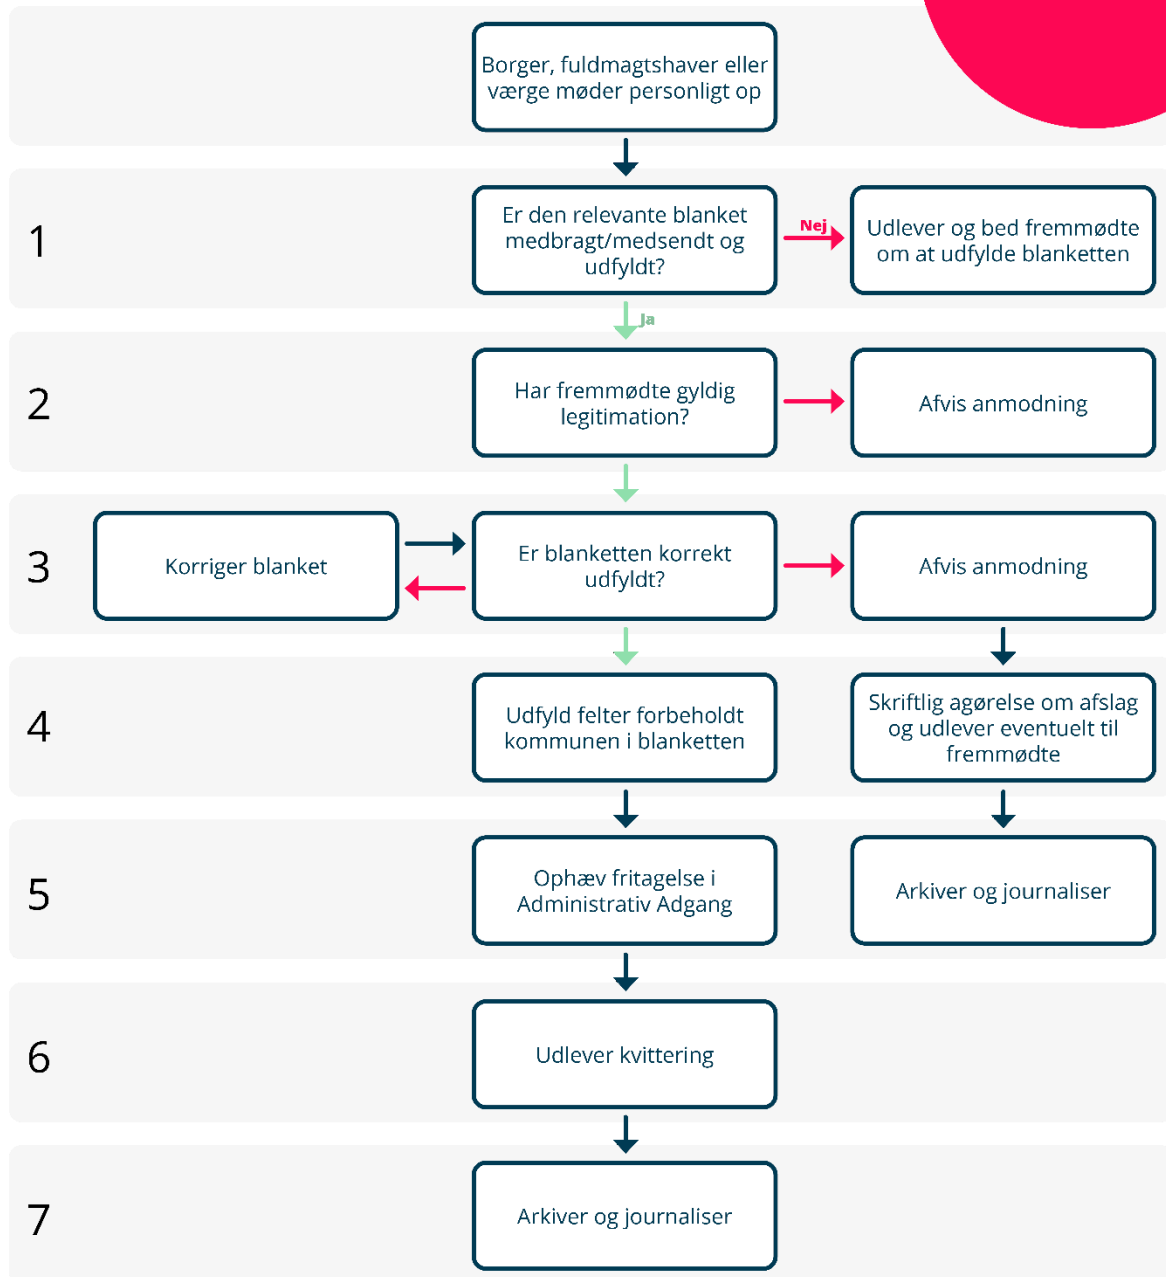 Borger, fuldmagtshaver eller
værge møder personligt op
1
Er den relevante blanket
medbragt/medsendt og
udfyldt?
Nej
Udlever og bed fremmødte
om at udfylde blanketten
Ja
2
Har fremmødte gyldig
legitimation?
Afvis anmodning
3
Korriger blanket
Er blanketten korrekt
udfyldt?
Afvis anmodning
4
Udfyld felter forbeholdt
kommunen i blanketten
Skriftlig agørelse om afslag
og udlever eventuelt til
fremmødte
5
Ophæv fritagelse i
Administrativ Adgang
Arkiver og journaliser
6
Udlever kvittering
7
Arkiver og journaliser